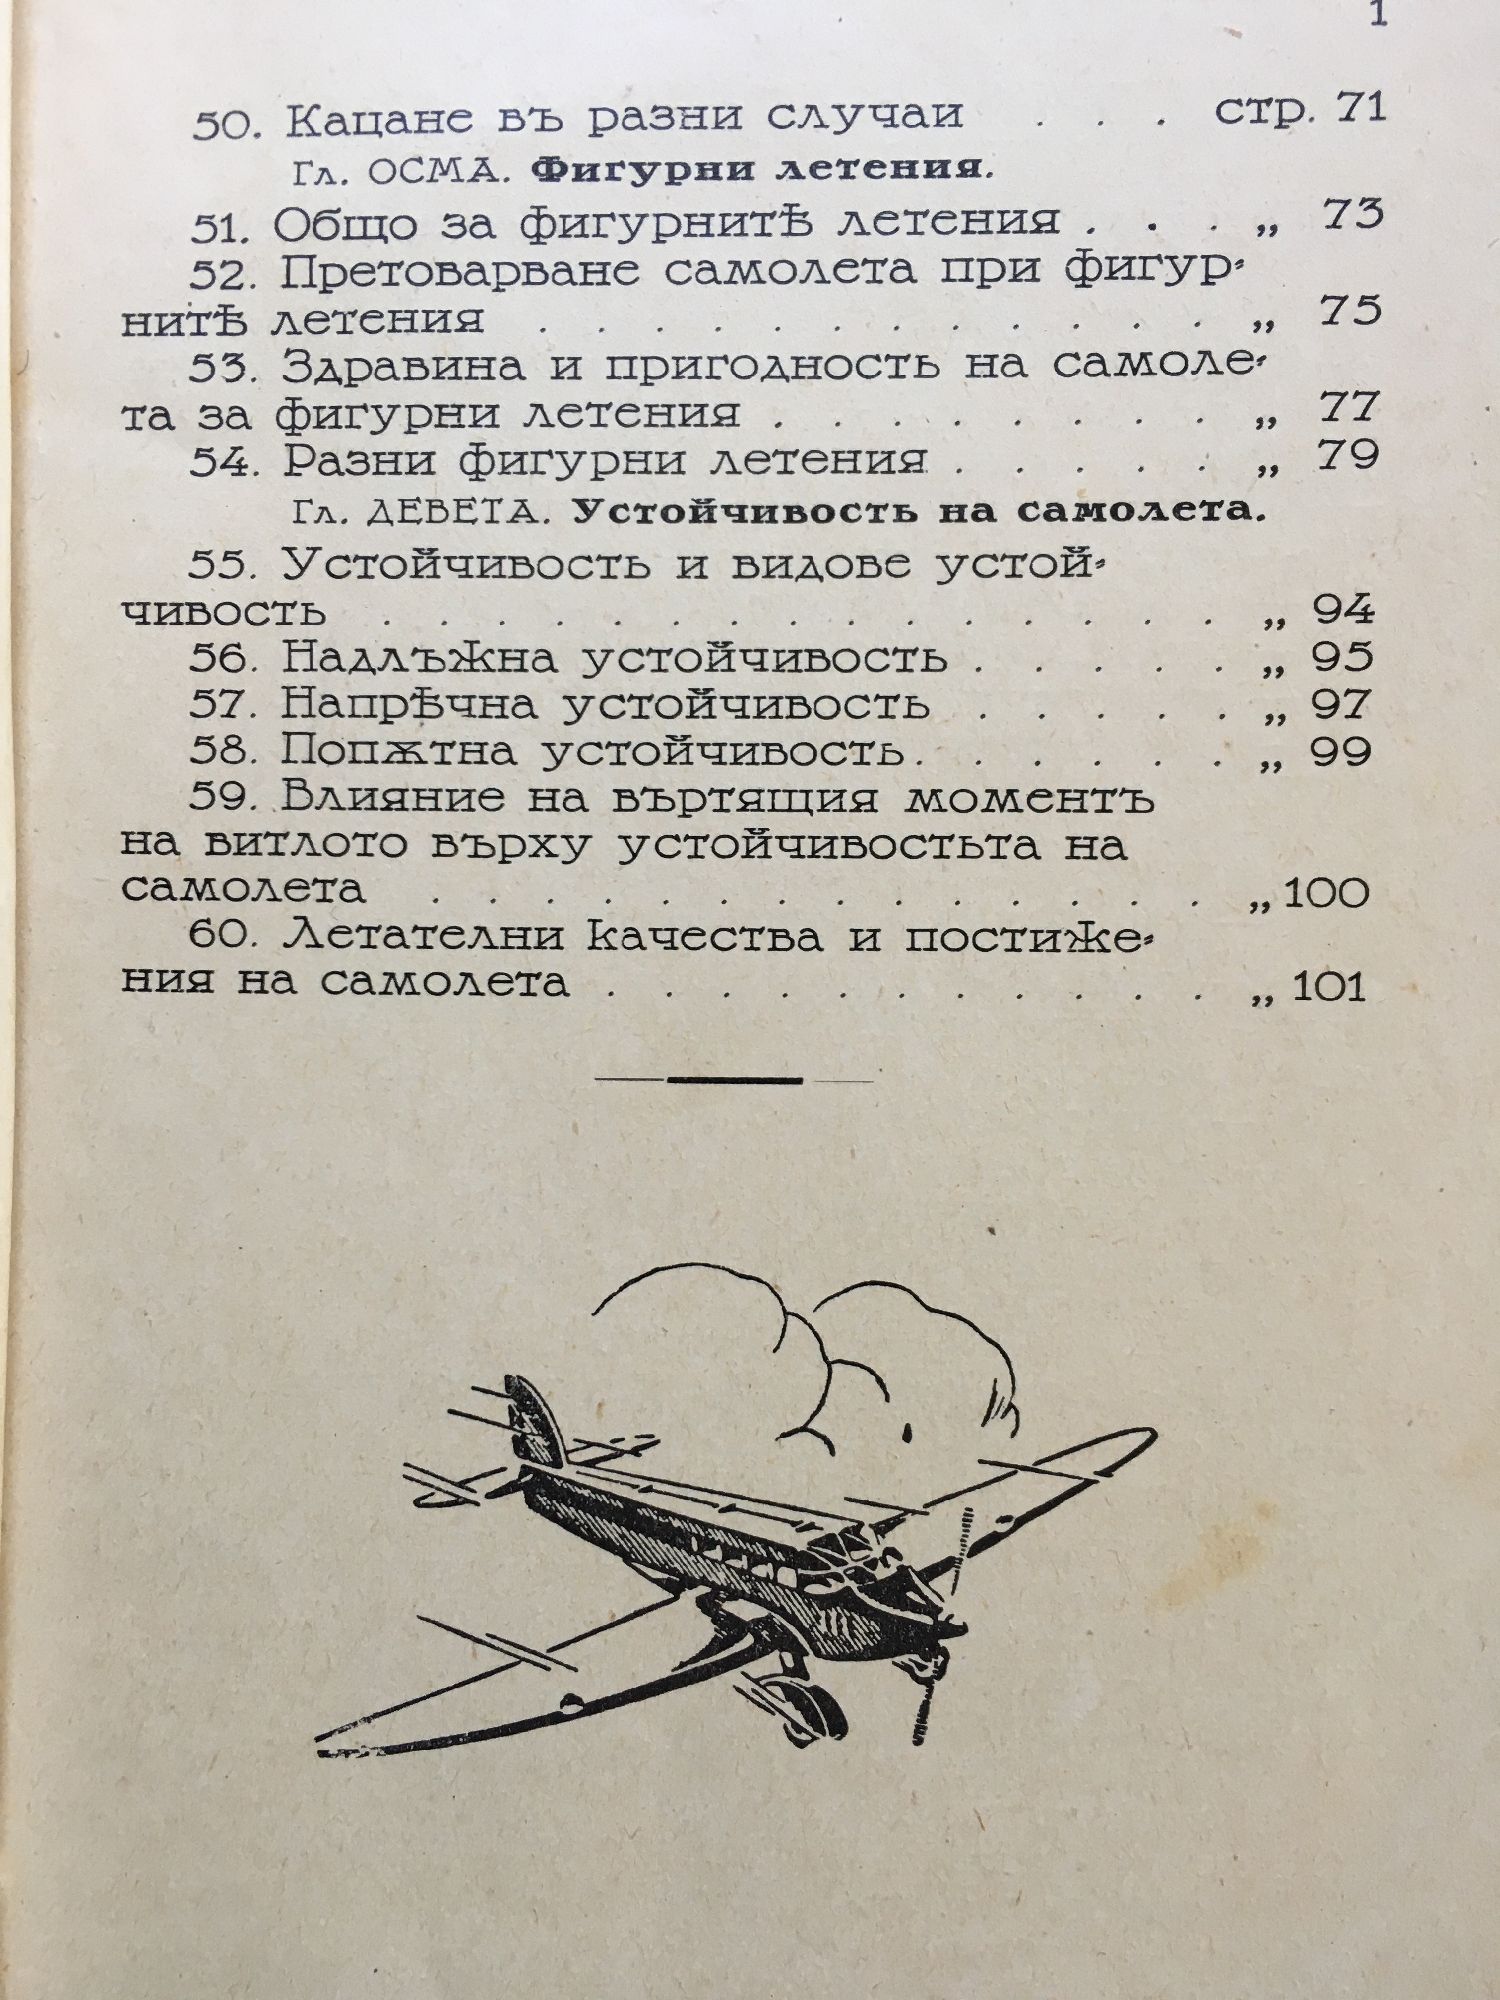 1
50. Кацане въ разни случаи . . . стр. 71
Гл. ОСМА. Фигурни летения.
51. Общо за фигурнитѣ летения . . . „ 73
52. Претоварване самолета при фигур-
нитѣ летения . . . . . . . . . . . . „ 75
53. Здравина и пригодность на самоле-
та за фигурни летения . . . . . . . . „ 77
54. Разни фигурни летения . . . . . „ 79
Гл. ДЕВЕТА. Устойчивость на самолета.
55. Устойчивость и видове устой-
чивость . . . . . . . . . . . . . . . „ 94
56. Надлъжна устойчивость . . . . . „ 95
57. Напрѣчна устойчивость . . . . . „ 97
58. Попѫтна устойчивость . . . . . . „ 99
59. Влияние на въртящия моментъ
на витлото върху устойчивостьта на
самолета . . . . . . . . . . . . . . „ 100
60. Летателни качества и постиже-
ния на самолета . . . . . . . . . . . „ 101